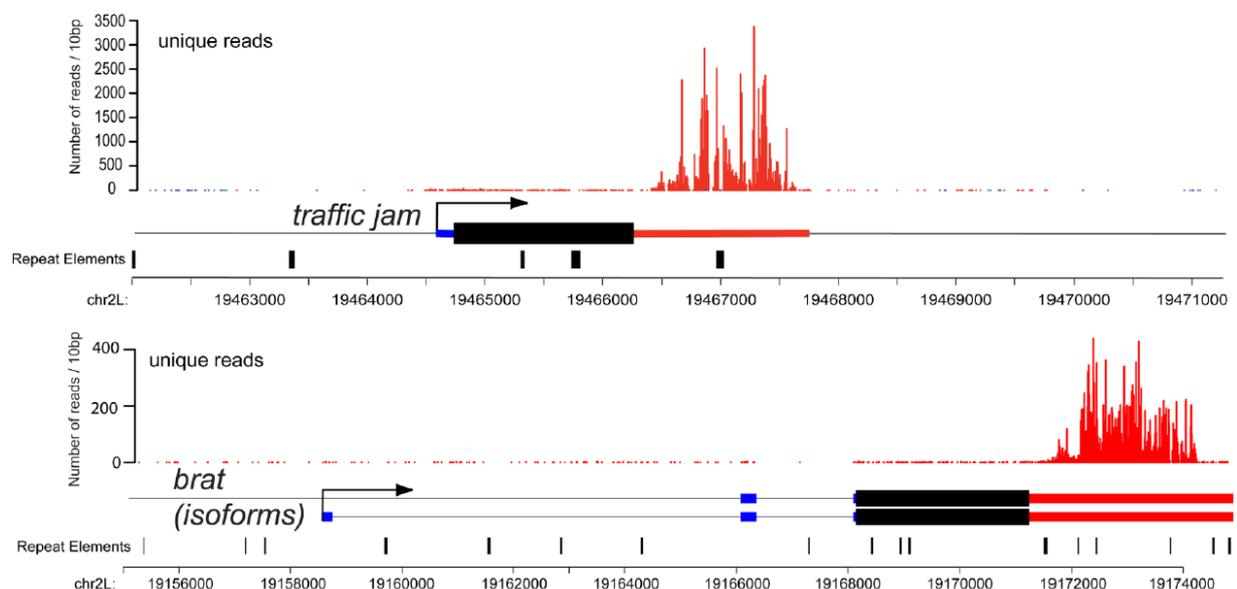 Number of reads / 10bp
3500
3000
2500
2000
1500
1000
500
0
unique reads
traffic jam
Repeat Elements
chr2L:
19463000 19464000 19465000 19466000 19467000 19468000 19469000 19470000 19471000
Number of reads / 10bp
400
200
0
unique reads
brat
(isoforms)
Repeat Elements
chr2L:
19156000 19158000 19160000 19162000 19164000 19166000 19168000 19170000 19172000 19174000